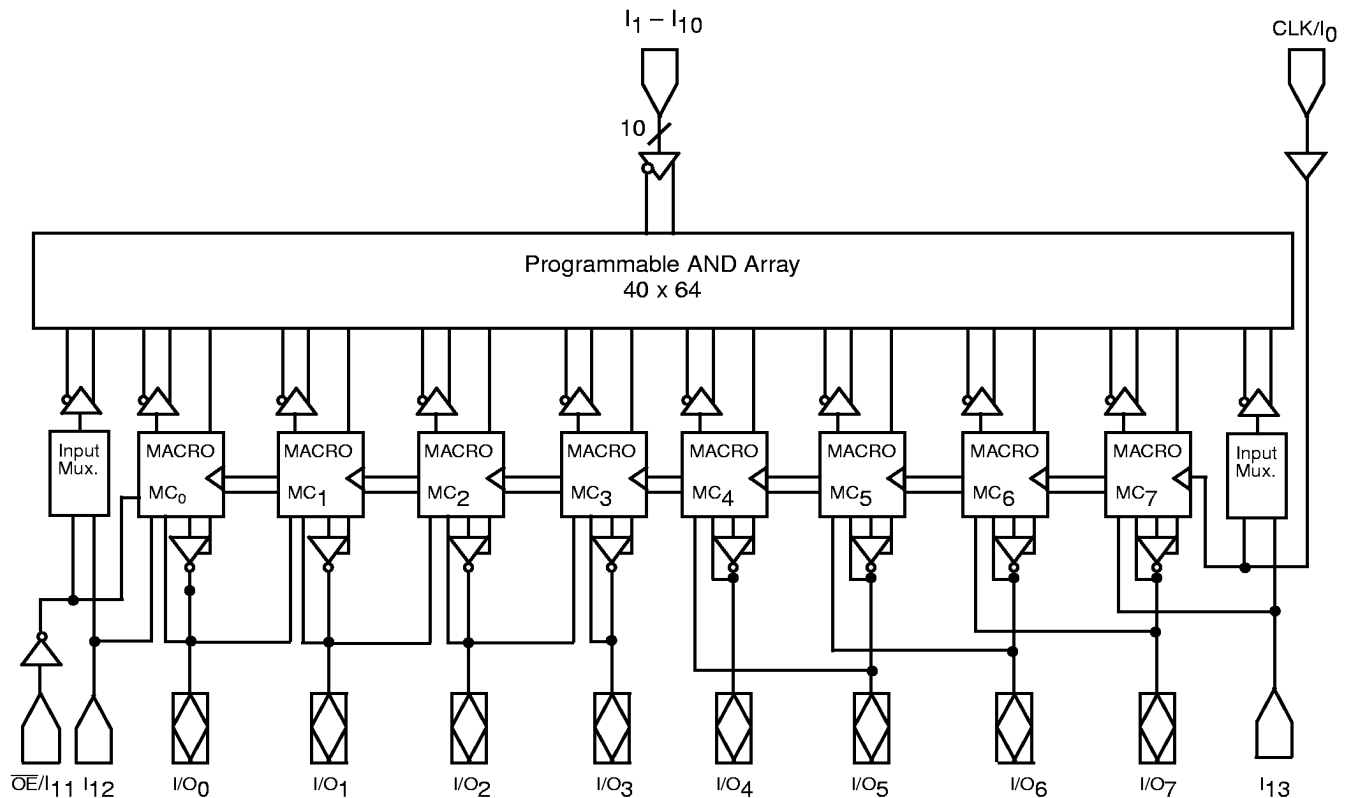 I1 – I10
CLK/I0
10
Programmable AND Array
40 x 64
Input
Mux.
MACRO
MC0
MACRO
MC1
MACRO
MC2
MACRO
MC3
MACRO
MC4
MACRO
MC5
MACRO
MC6
MACRO
MC7
Input
Mux.
O̅E̅/I11
I12
I/O0
I/O1
I/O2
I/O3
I/O4
I/O5
I/O6
I/O7
I13